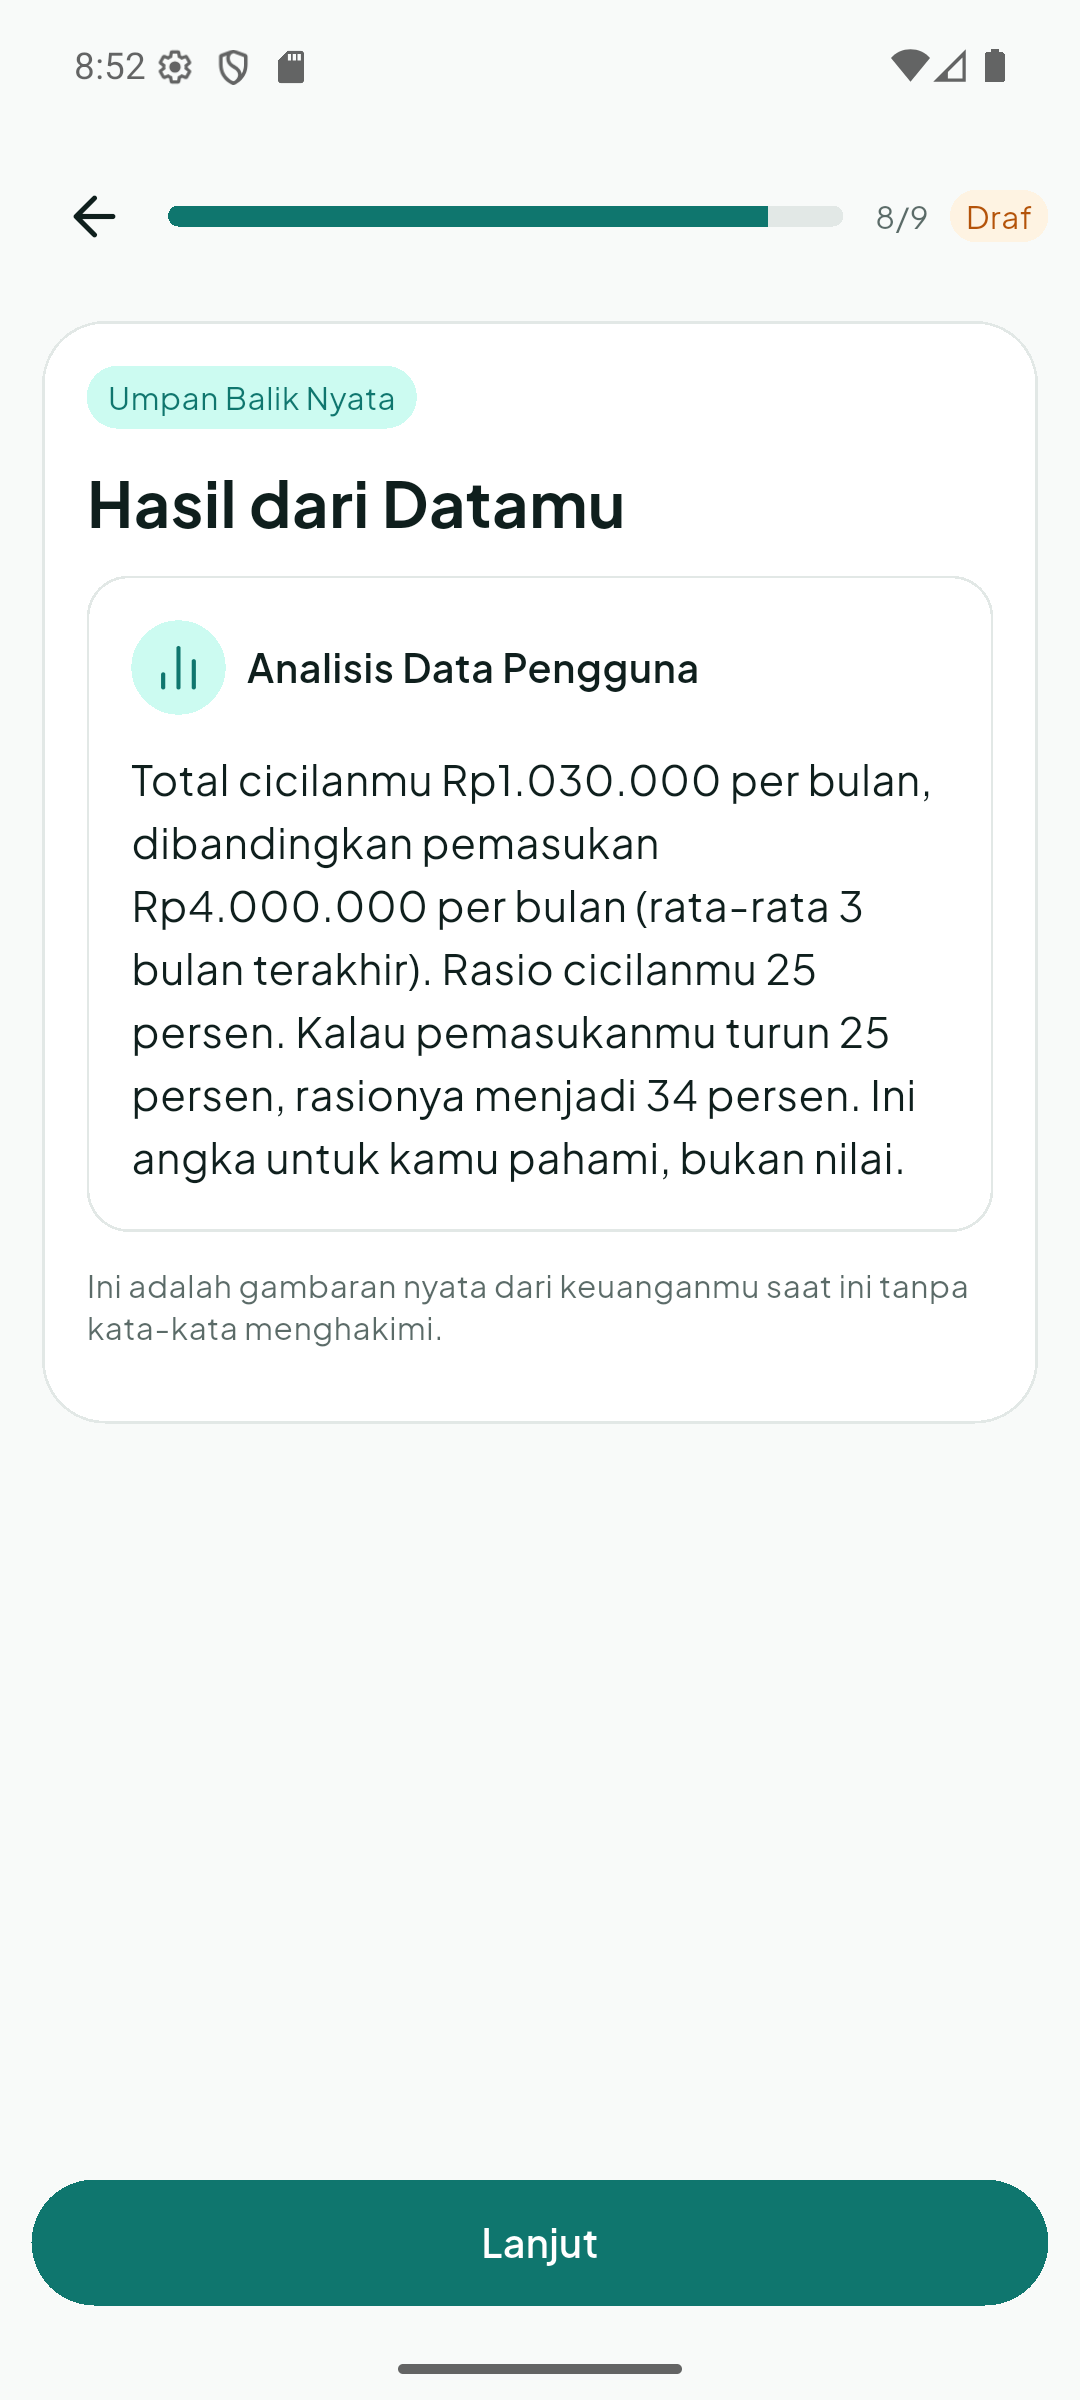 8:52
8/9
Draf
Umpan Balik Nyata
Hasil dari Datamu
Analisis Data Pengguna
Total cicilanmu Rp1.030.000 per bulan,
dibandingkan pemasukan
Rp4.000.000 per bulan (rata-rata 3
bulan terakhir). Rasio cicilanmu 25
persen. Kalau pemasukanmu turun 25
persen, rasionya menjadi 34 persen. Ini
angka untuk kamu pahami, bukan nilai.
Ini adalah gambaran nyata dari keuanganmu saat ini tanpa
kata-kata menghakimi.
Lanjut